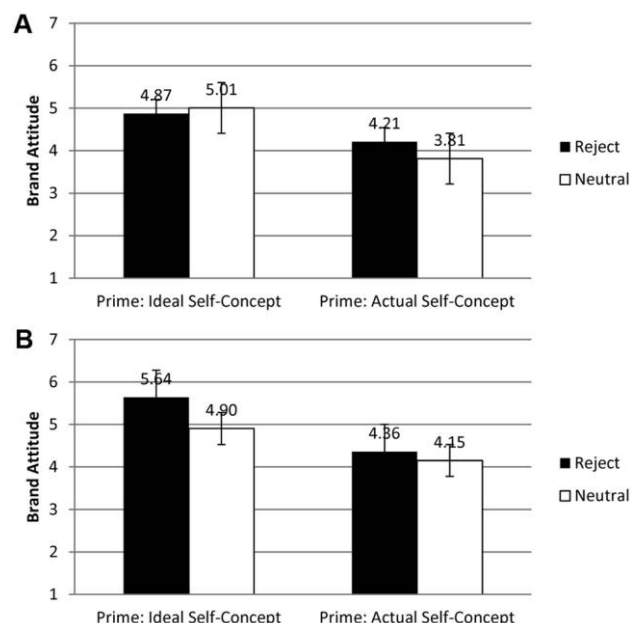 A
7
6
5
4
3
2
1
Brand Attitude
4.87
5.01
4.21
3.81
Prime: Ideal Self-Concept
Prime: Actual Self-Concept
Reject
Neutral
B
7
6
5
4
3
2
1
Brand Attitude
5.64
4.90
4.36
4.15
Prime: Ideal Self-Concept
Prime: Actual Self-Concept
Reject
Neutral